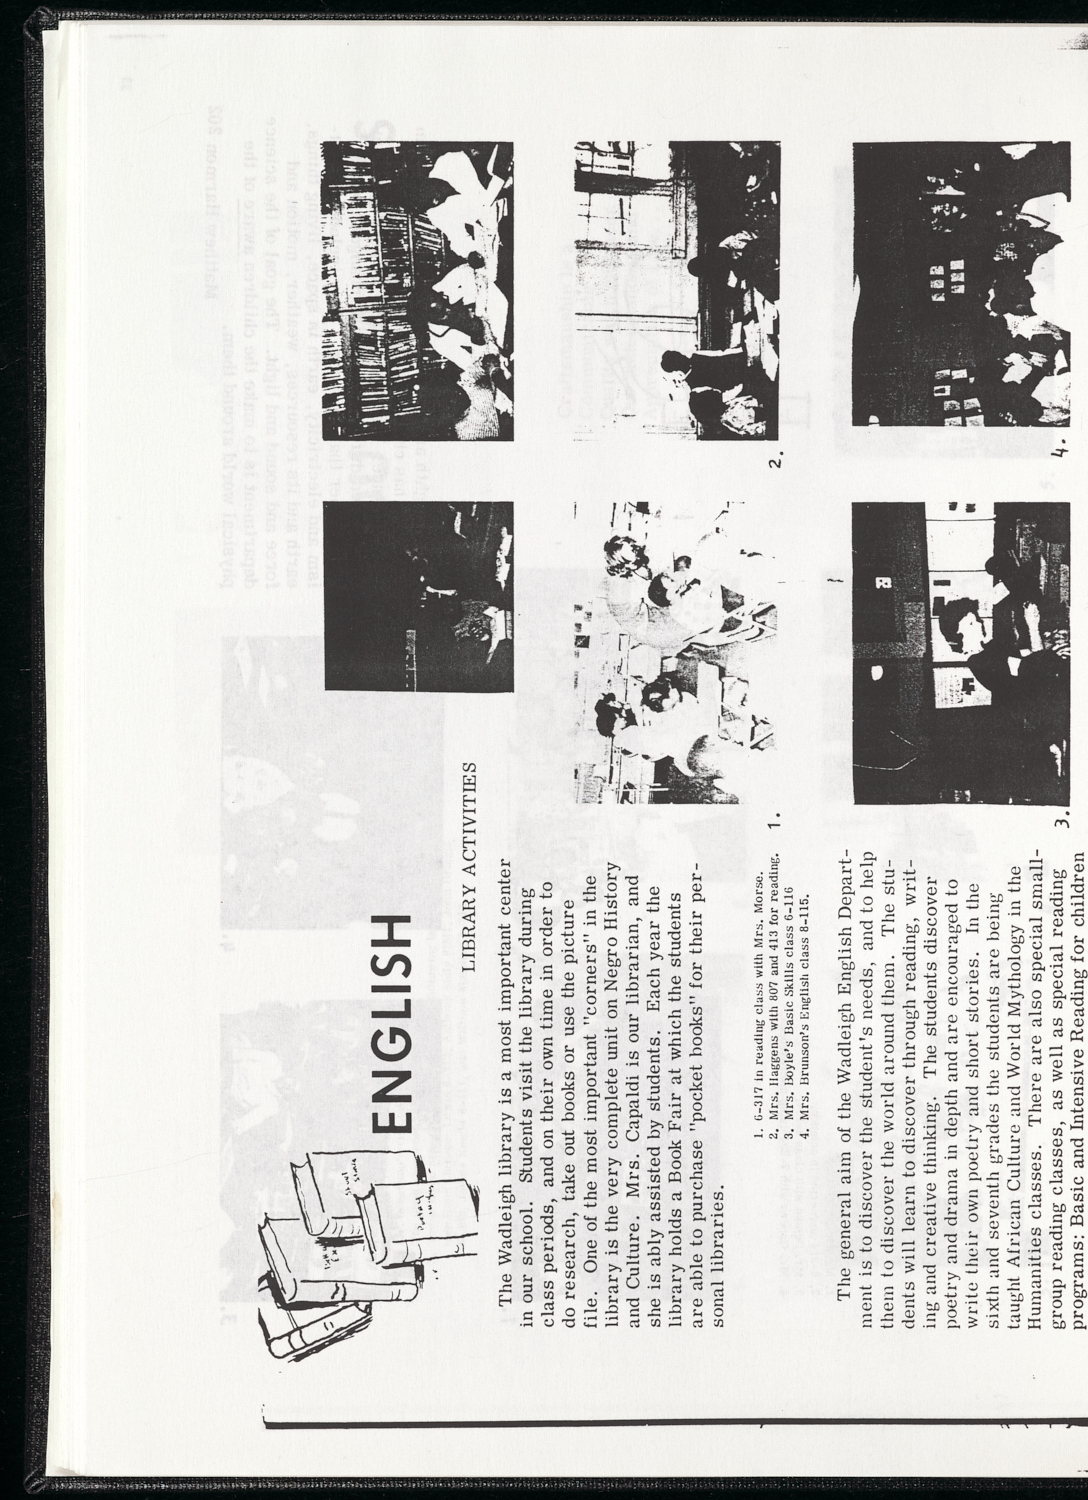 ENGLISH
LIBRARY ACTIVITIES
The Wadleigh library is a most important center
in our school. Students visit the library during
class periods, and on their own time in order to
do research, take out books or use the picture
file. One of the most important "corners" in the
library is the very complete unit on Negro History
and Culture. Mrs. Capaldi is our librarian, and
she is ably assisted by students. Each year the
library holds a Book Fair at which the students
are able to purchase "pocket books" for their per-
sonal libraries.
1. 6-317 in reading class with Mrs. Morse.
2. Mrs. Haggens with 807 and 413 for reading.
3. Mrs. Boyle's Basic Skills class 6-116
4. Mrs. Brunson's English class 8-115.
The general aim of the Wadleigh English Depart-
ment is to discover the student's needs, and to help
them to discover the world around them. The stu-
dents will learn to discover through reading, writ-
ing and creative thinking. The students discover
poetry and drama in depth and are encouraged to
write their own poetry and short stories. In the
sixth and seventh grades the students are being
taught African Culture and World Mythology in the
Humanities classes. There are also special small-
group reading classes, as well as special reading
programs: Basic and Intensive Reading for children
1.
2.
3.
4.